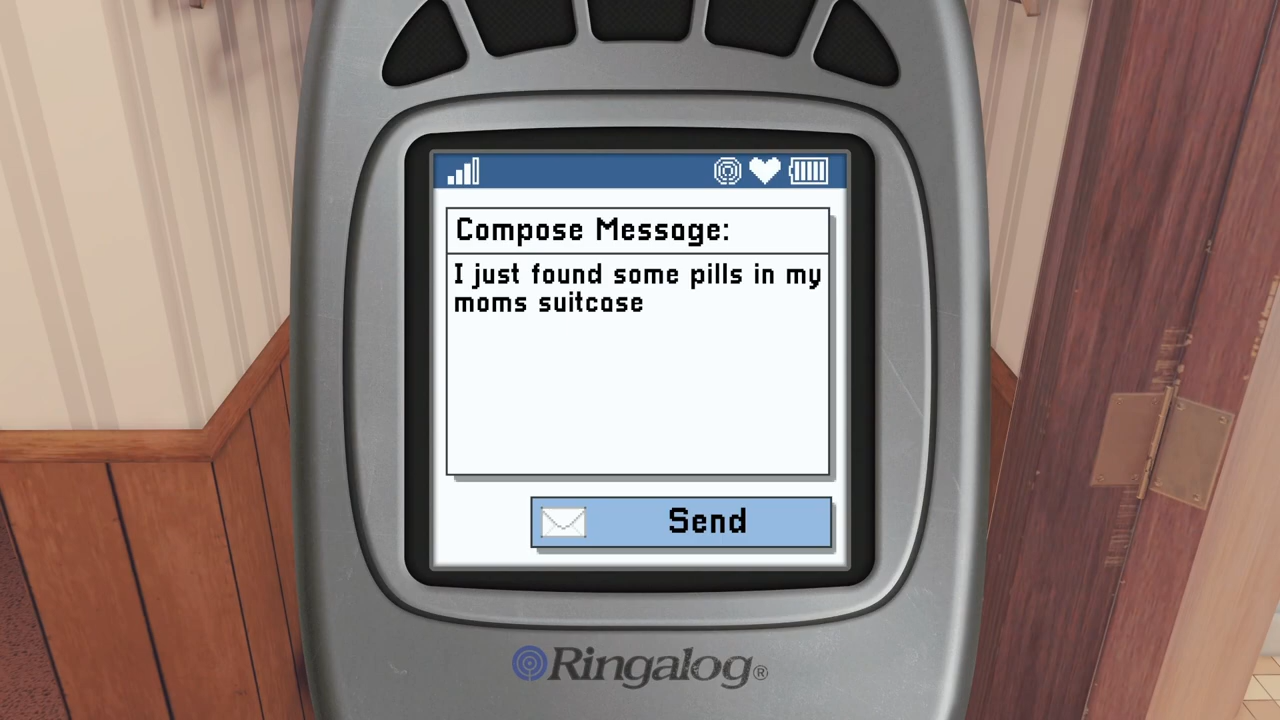 Compose Message:
I just found some pills in my
moms suitcase
Send
Ringalog®